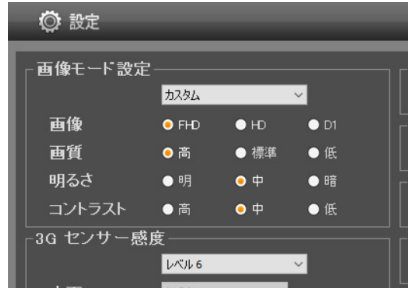 設定
画像モード設定
カスタム
画像 FHD HD D1
画質 高 標準 低
明るさ 明 中 暗
コントラスト 高 中 低
3G センサー感度
レベル 6